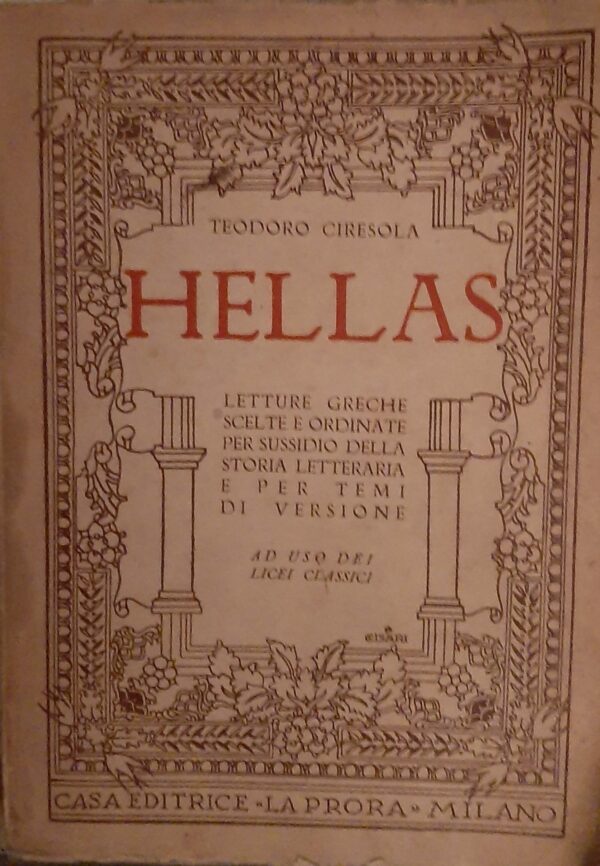 TEODORO CIRESOLA
HELLAS
LETTURE GRECHE
SCELTE E ORDINATE
PER SUSSIDIO DELLA
STORIA LETTERARIA
E PER TEMI
DI VERSIONE
AD USO DEI
LICEI CLASSICI
CISARI
CASA EDITRICE • LA PRORA • MILANO